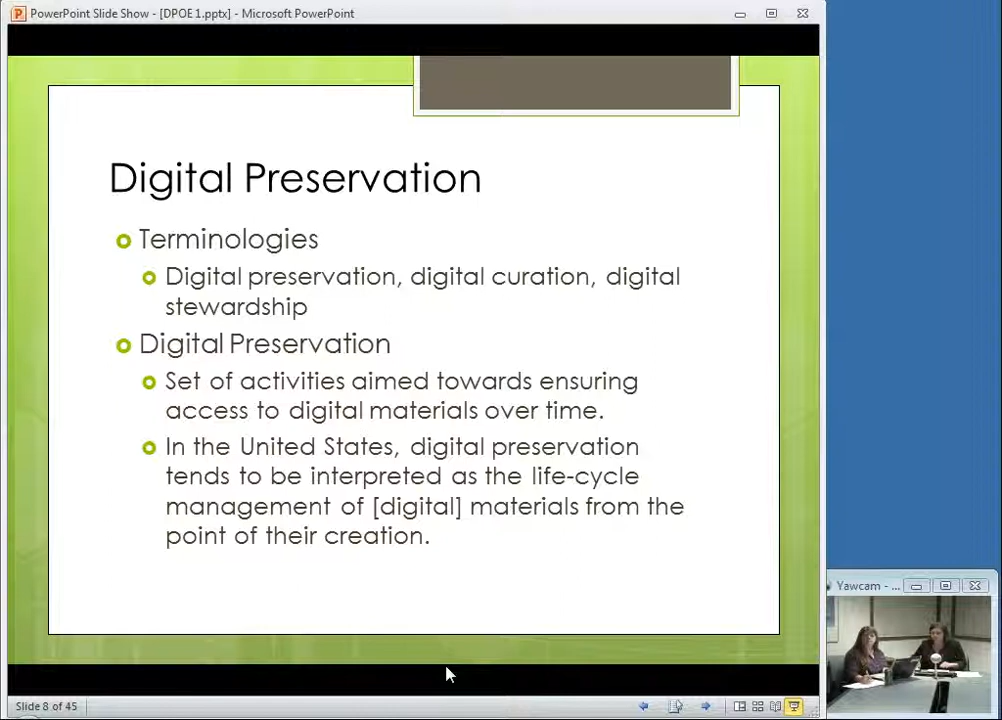 PowerPoint Slide Show - [DPOE 1.pptx] - Microsoft PowerPoint
Digital Preservation
Terminologies
Digital preservation, digital curation, digital
stewardship
Digital Preservation
Set of activities aimed towards ensuring
access to digital materials over time.
In the United States, digital preservation
tends to be interpreted as the life-cycle
management of [digital] materials from the
point of their creation.
Yawcam - ...
Slide 8 of 45